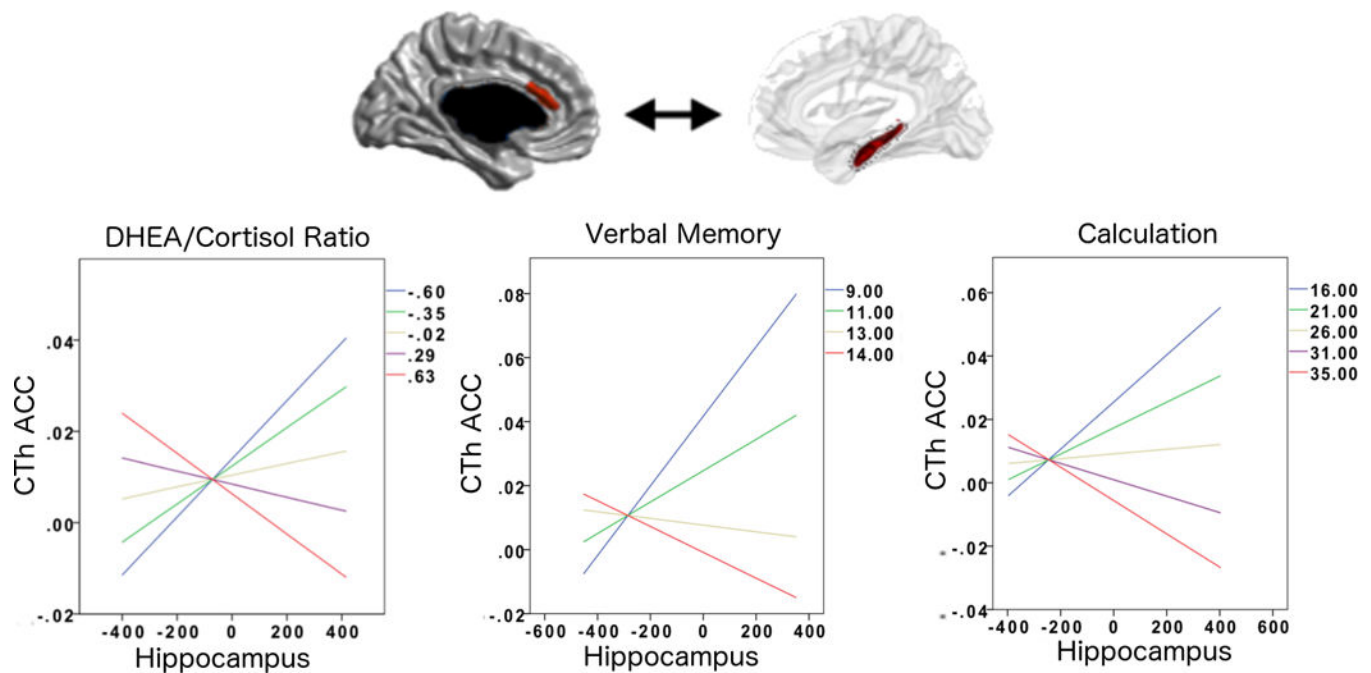 DHEA/Cortisol Ratio
CTh ACC
.04
.02
.00
-.02
-400 -200 0 200 400
Hippocampus
-.60
-.35
-.02
.29
.63
Verbal Memory
CTh ACC
.08
.06
.04
.02
.00
-.02
-600 -400 -200 0 200 400
Hippocampus
9.00
11.00
13.00
14.00
Calculation
CTh ACC
.06
.04
.02
.00
-.02
-.04
-400 -200 0 200 400 600
Hippocampus
16.00
21.00
26.00
31.00
35.00